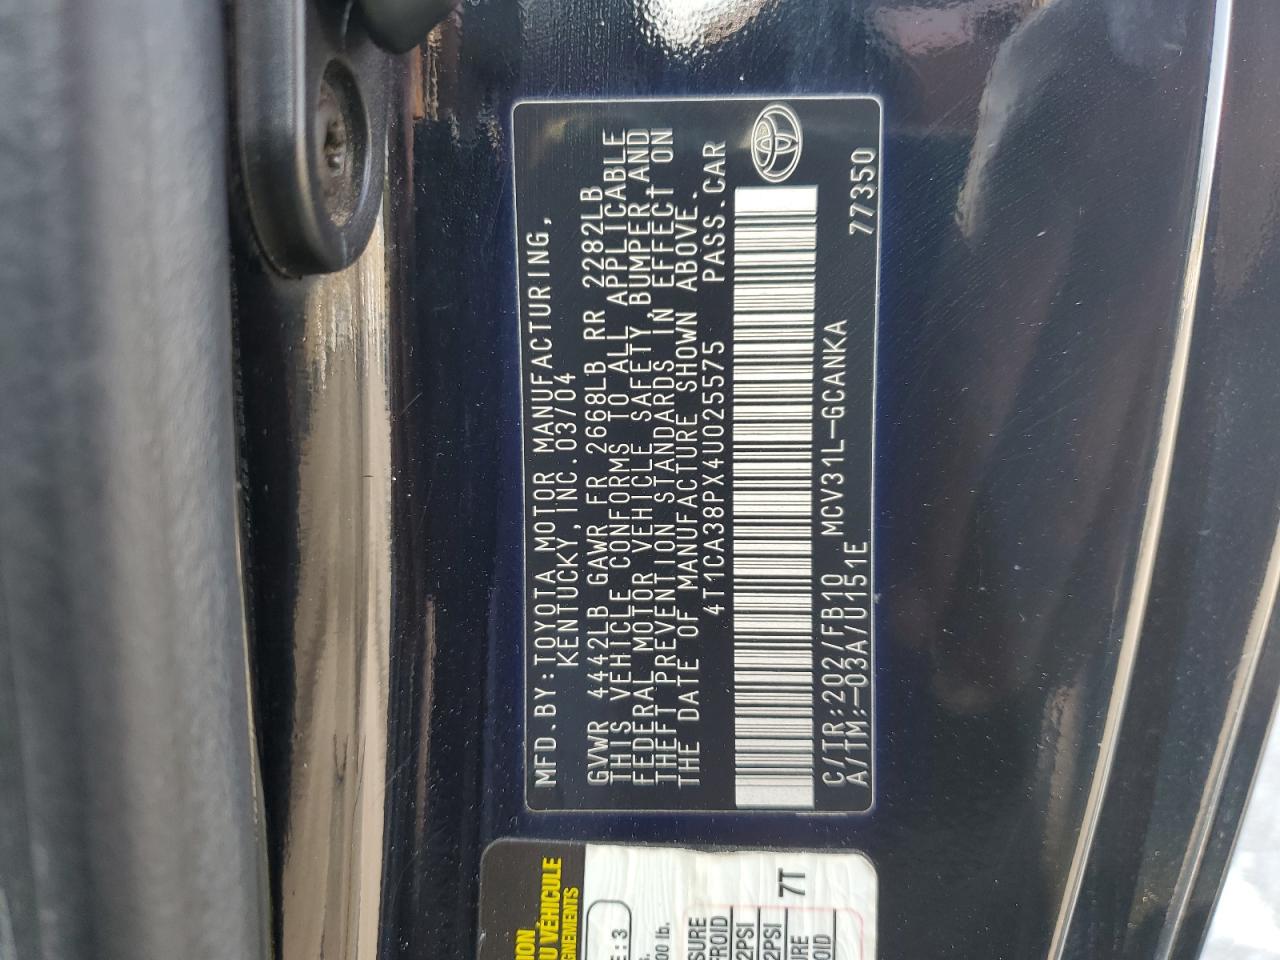 MFD.BY:TOYOTA MOTOR MANUFACTURING,
KENTUCKY,INC.03/04
GVWR 4442LB GAWR FR 2668LB RR 2282LB
THIS VEHICLE CONFORMS TO ALL APPLICABLE
FEDERAL MOTOR VEHICLE SAFETY,BUMPER,AND
THEFT PREVENTION STANDARDS IN EFFECT ON
THE DATE OF MANUFACTURE SHOWN ABOVE.
4T1CA38PX4U025575 PASS.CAR
C/TR:202/FB10 MCV31L-GCANKA
A/TM:-03A/U151E 77350
VÉHICULE
7T